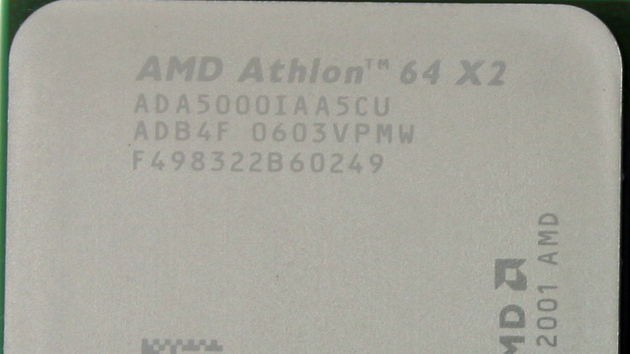 AMD Athlon™ 64 X2
ADA5000IAA5CU
ADB4F 0603VPMW
F498322B60249
2001 AMD